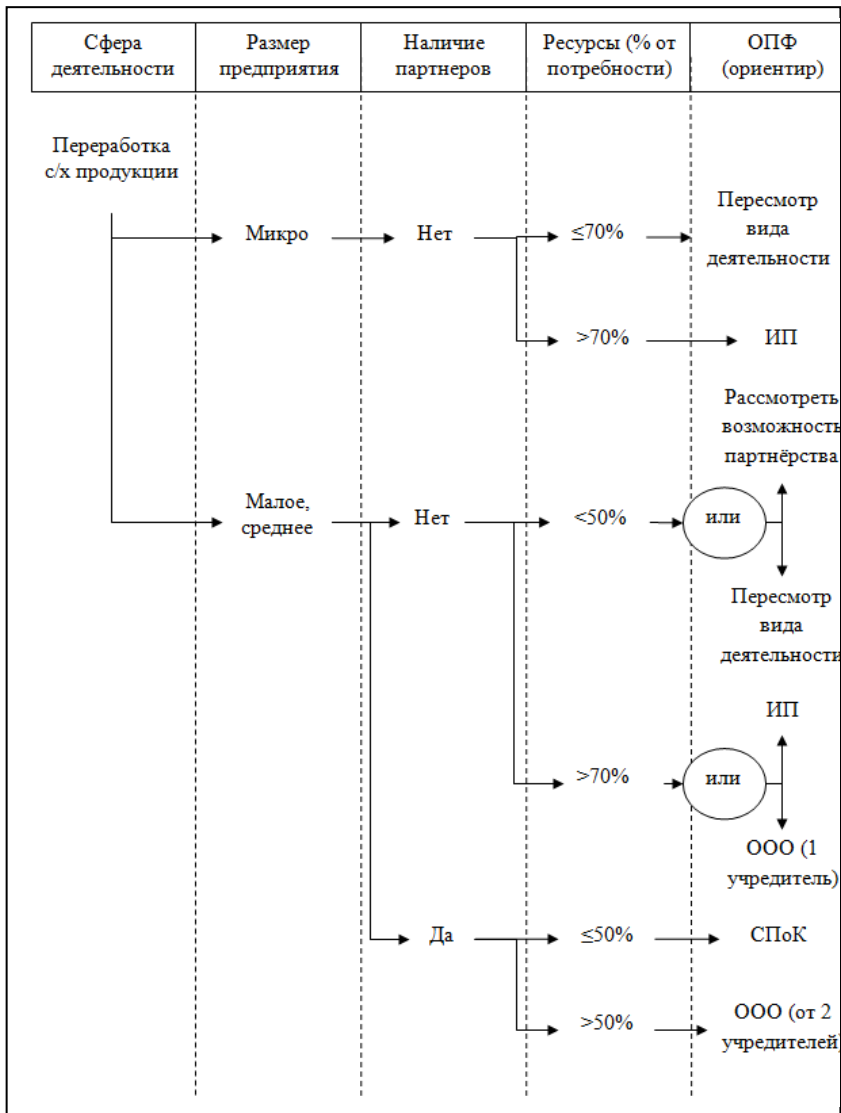 Сфера
деятельности
Размер
предприятия
Наличие
партнеров
Ресурсы (% от
потребности)
ОПФ
(ориентир)
Переработка
с/х продукции
Микро
Нет
≤70%
Пересмотр
вида
деятельности
>70%
ИП
Рассмотреть
возможность
партнёрства
Малое,
среднее
Нет
<50%
или
Пересмотр
вида
деятельности
ИП
>70%
или
ООО (1
учредитель)
Да
≤50%
СПоК
>50%
ООО (от 2
учредителей)